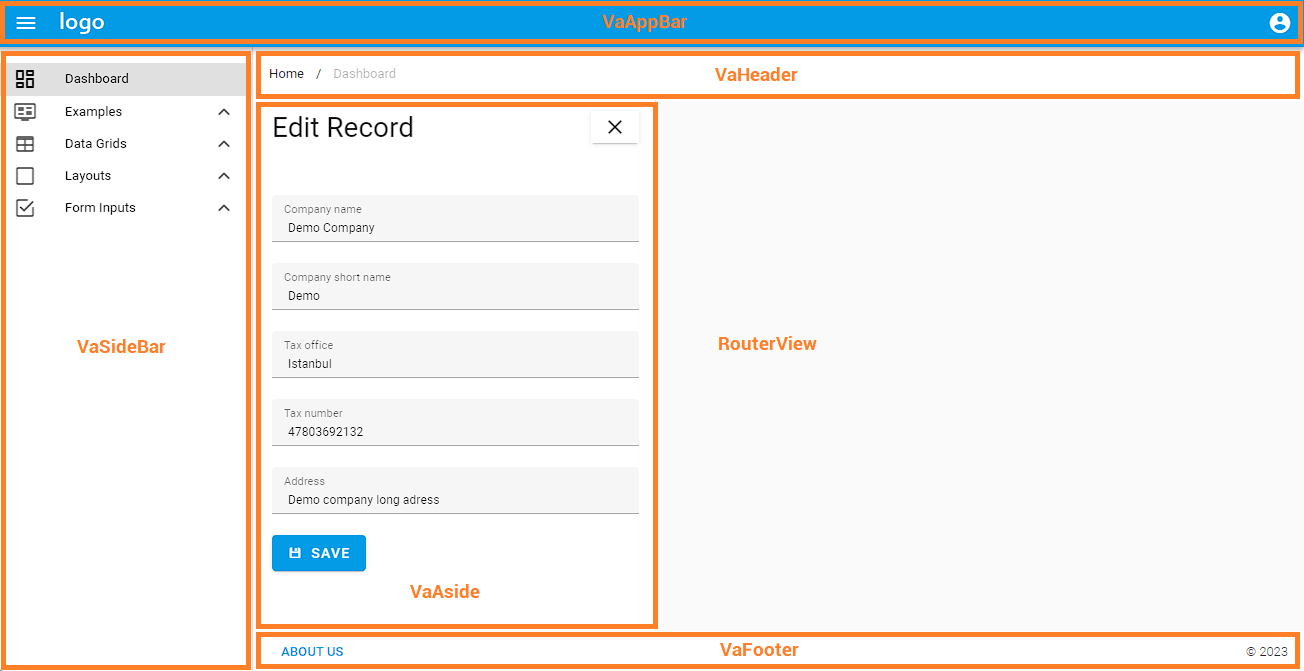 logo VaAppBar
Dashboard
Examples
Data Grids
Layouts
Form Inputs
VaSideBar
Home / Dashboard
VaHeader
Edit Record
Company name
Demo Company
Company short name
Demo
Tax office
Istanbul
Tax number
47803692132
Address
Demo company long adress
SAVE
VaAside
RouterView
ABOUT US VaFooter © 2023